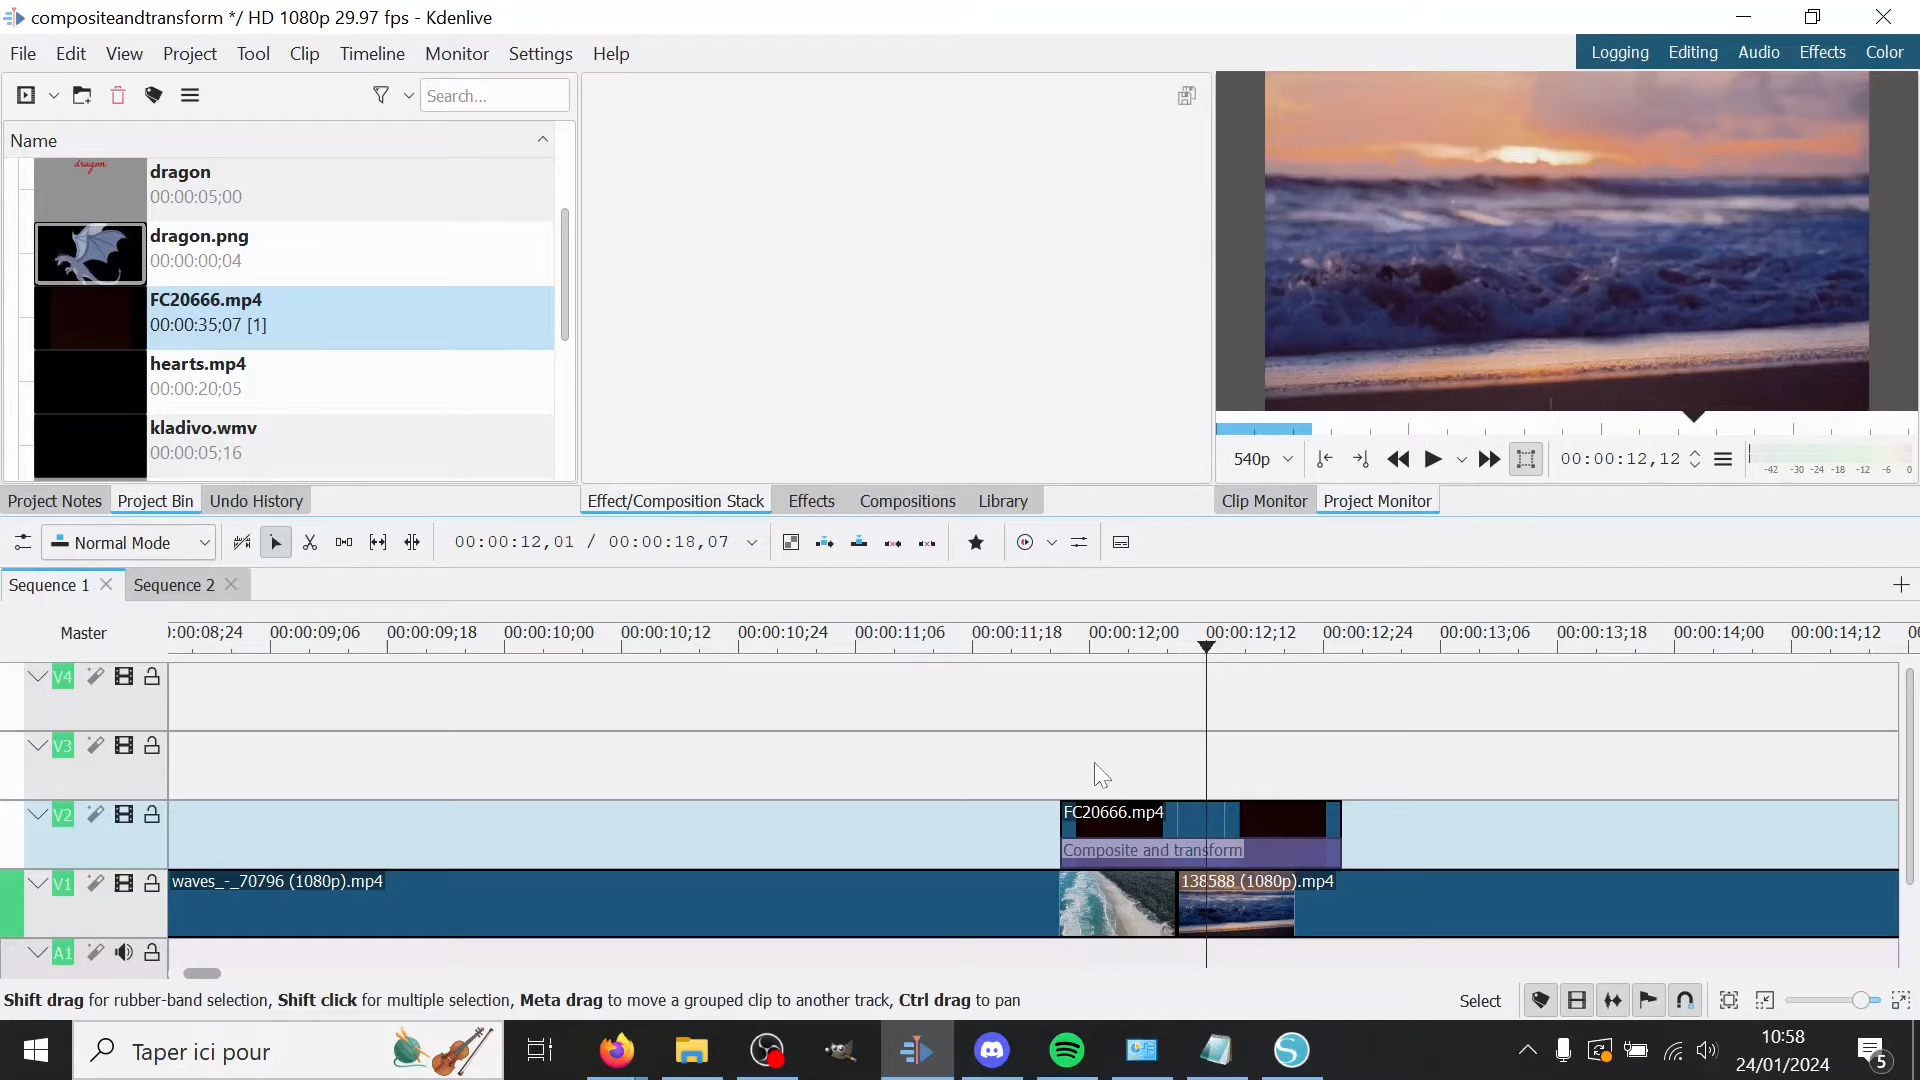 compositeandtransform */ HD 1080p 29.97 fps - Kdenlive
File Edit View Project Tool Clip Timeline Monitor Settings Help
Logging Editing Audio Effects Color
Search...
Name
dragon
dragon
00:00:05;00
dragon.png
00:00:00;04
FC20666.mp4
00:00:35;07 [1]
hearts.mp4
00:00:20;05
kladivo.wmv
00:00:05;16
540p
00:00:12,12
-42 -30 -24 -18 -12 -6 0
Project Notes Project Bin Undo History
Effect/Composition Stack Effects Compositions Library
Clip Monitor Project Monitor
Normal Mode
00:00:12,01 / 00:00:18,07
Sequence 1 Sequence 2
Master
00:00:08;24 00:00:09;06 00:00:09;18 00:00:10;00 00:00:10;12 00:00:10;24 00:00:11;06 00:00:11;18 00:00:12;00 00:00:12;12 00:00:12;24 00:00:13;06 00:00:13;18 00:00:14;00 00:00:14;12
V4
V3
V2
FC20666.mp4
Composite and transform
V1
waves_-_70796 (1080p).mp4
138588 (1080p).mp4
A1
Shift drag for rubber-band selection, Shift click for multiple selection, Meta drag to move a grouped clip to another track, Ctrl drag to pan
Select
Taper ici pour
10:58
24/01/2024
5